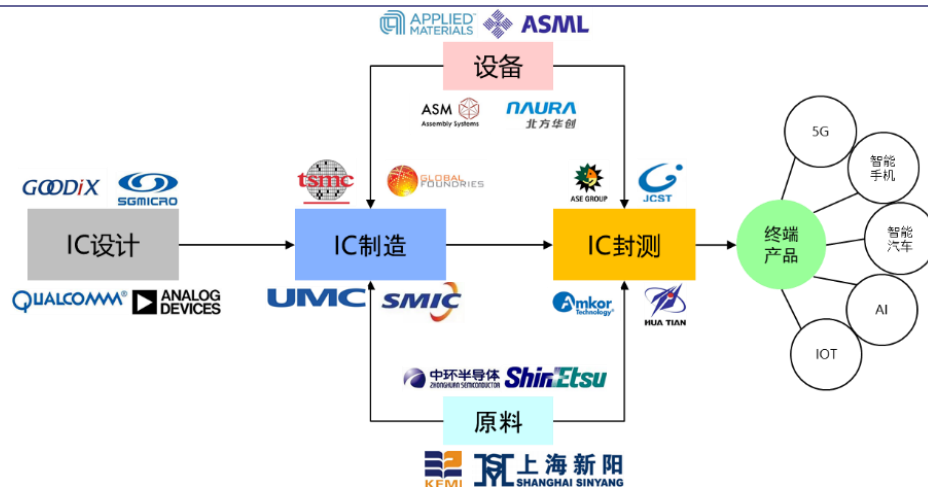 APPLIED
MATERIALS
ASML
设备
ASM
Assembly Systems
NAURA
北方华创
GOODiX
SGMICRO
IC设计
QUALCOMM®
ANALOG
DEVICES
tsmc
GLOBAL
FOUNDRIES
IC制造
UMC
SMIC
ASE GROUP
JCST
IC封测
Amkor
Technology®
HUA TIAN
终端
产品
5G
智能
手机
智能
汽车
AI
IOT
中环半导体
ZHONGHUAN SEMICONDUCTOR
ShinEtsu
原料
KFMI
上海新阳
SHANGHAI SINYANG